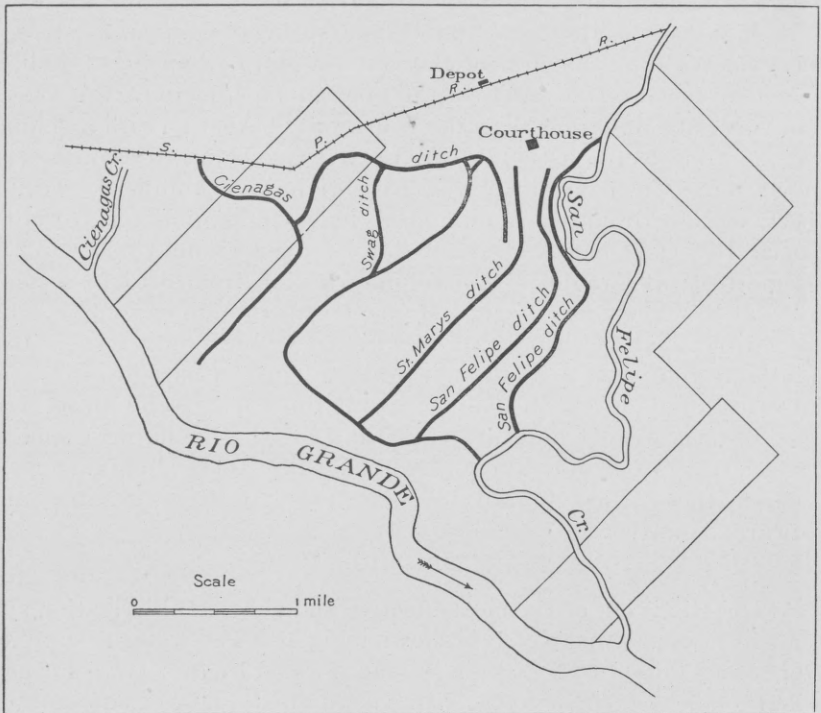 R.
Depot
R.
P.
S.
Courthouse
ditch
Cienagas
Cienagas Cr.
Swag ditch
San
Felipe
St. Marys ditch
San Felipe ditch
San Felipe ditch
RIO GRANDE
Cr.
Scale
0 1 mile